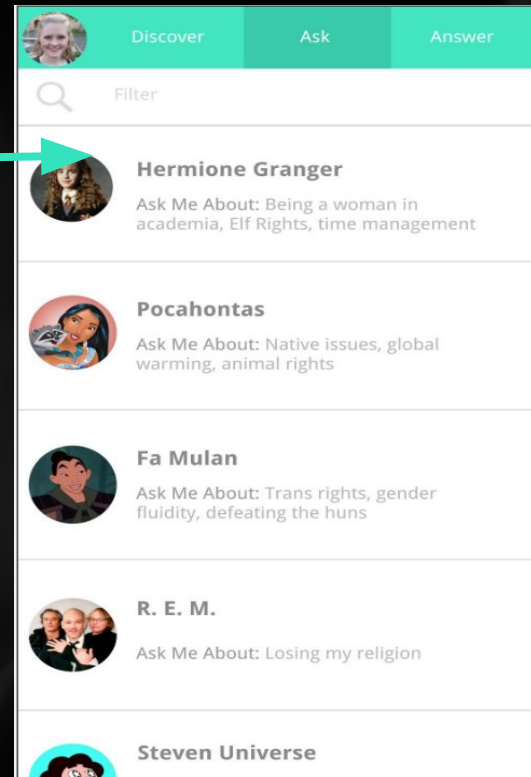 Discover Ask Answer
Filter
Hermione Granger
Ask Me About: Being a woman in
academia, Elf Rights, time management
Pocahontas
Ask Me About: Native issues, global
warming, animal rights
Fa Mulan
Ask Me About: Trans rights, gender
fluidity, defeating the huns
R. E. M.
Ask Me About: Losing my religion
Steven Universe